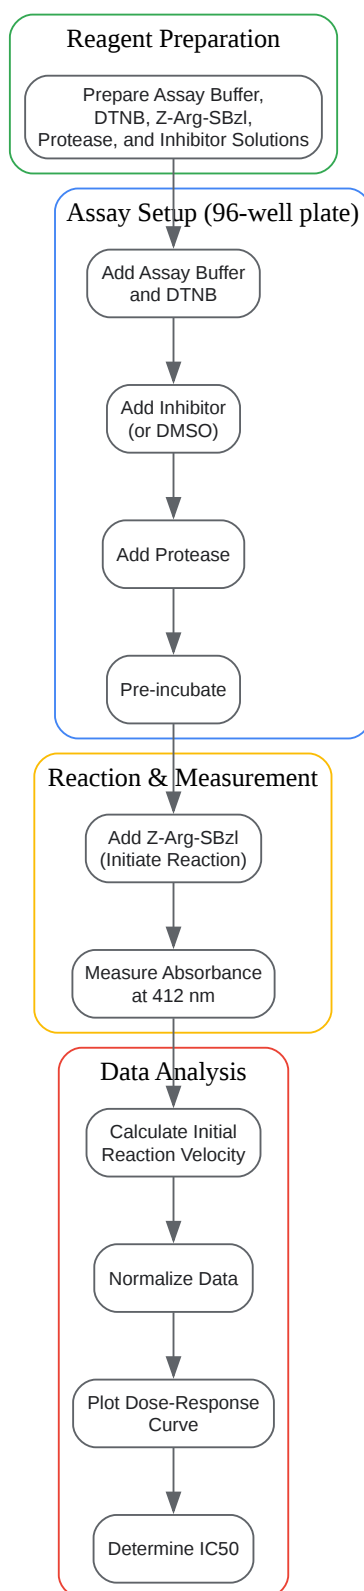 Reagent Preparation
Prepare Assay Buffer,
DTNB, Z-Arg-SBzl,
Protease, and Inhibitor Solutions
Assay Setup (96-well plate)
Add Assay Buffer
and DTNB
Add Inhibitor
(or DMSO)
Add Protease
Pre-incubate
Reaction & Measurement
Add Z-Arg-SBzl
(Initiate Reaction)
Measure Absorbance
at 412 nm
Data Analysis
Calculate Initial
Reaction Velocity
Normalize Data
Plot Dose-Response
Curve
Determine IC50